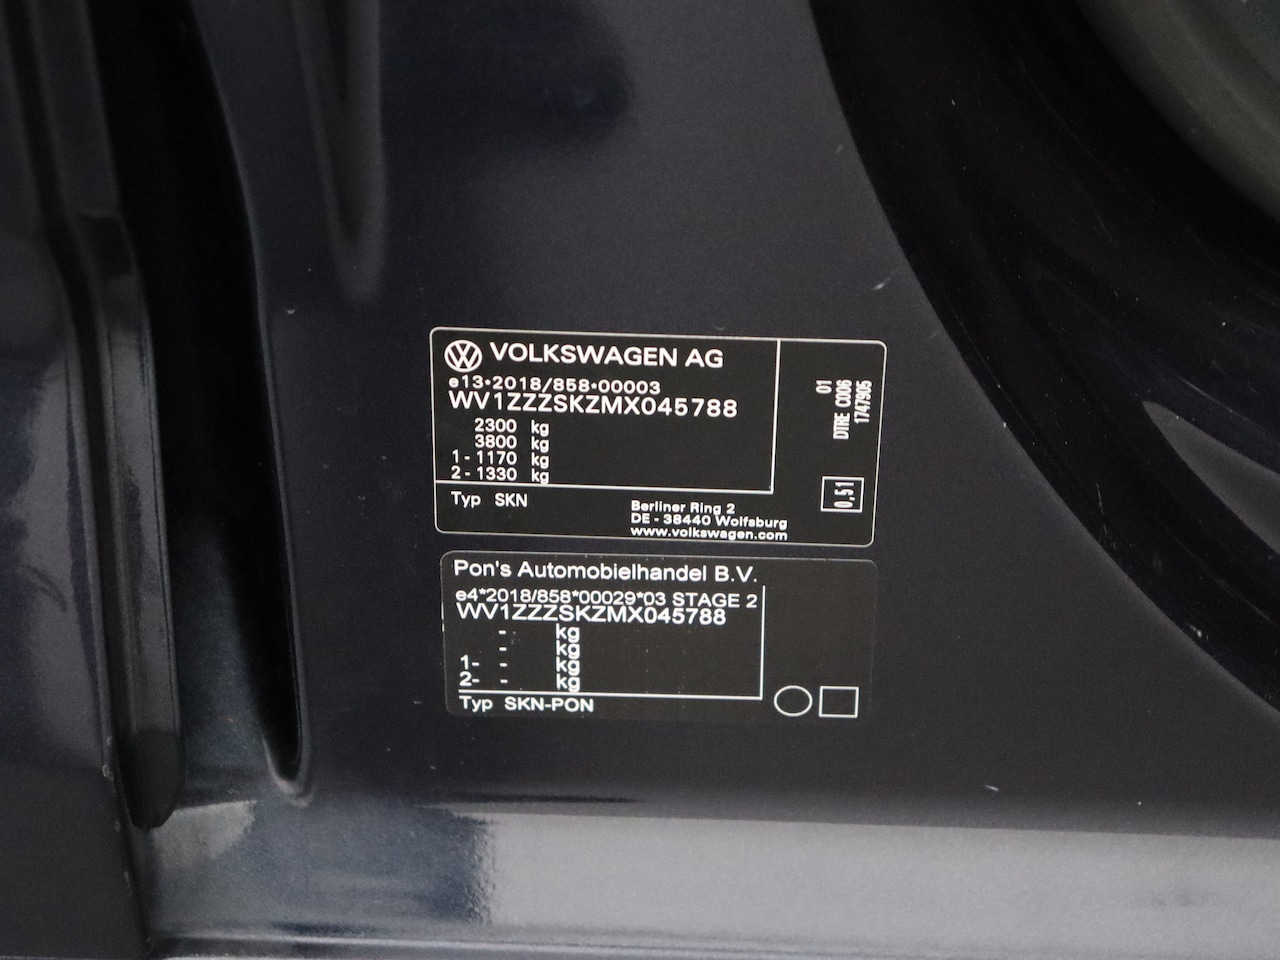 VOLKSWAGEN AG
e13*2018/858*00003
WV1ZZZSKZMX045788
2300 kg
3800 kg
1- 1170 kg
2- 1330 kg
Typ SKN
Berliner Ring 2
DE - 38440 Wolfsburg
www.volkswagen.com
01
DTRE C006
1747905
0,51
Pon's Automobielhandel B.V.
e4*2018/858*00029*03 STAGE 2
WV1ZZZSKZMX045788
- kg
- kg
1- - kg
2- - kg
Typ SKN-PON